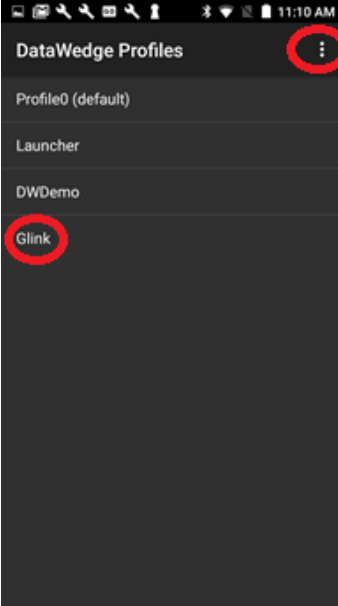 11:10 AM
DataWedge Profiles
Profile0 (default)
Launcher
DWDemo
Glink